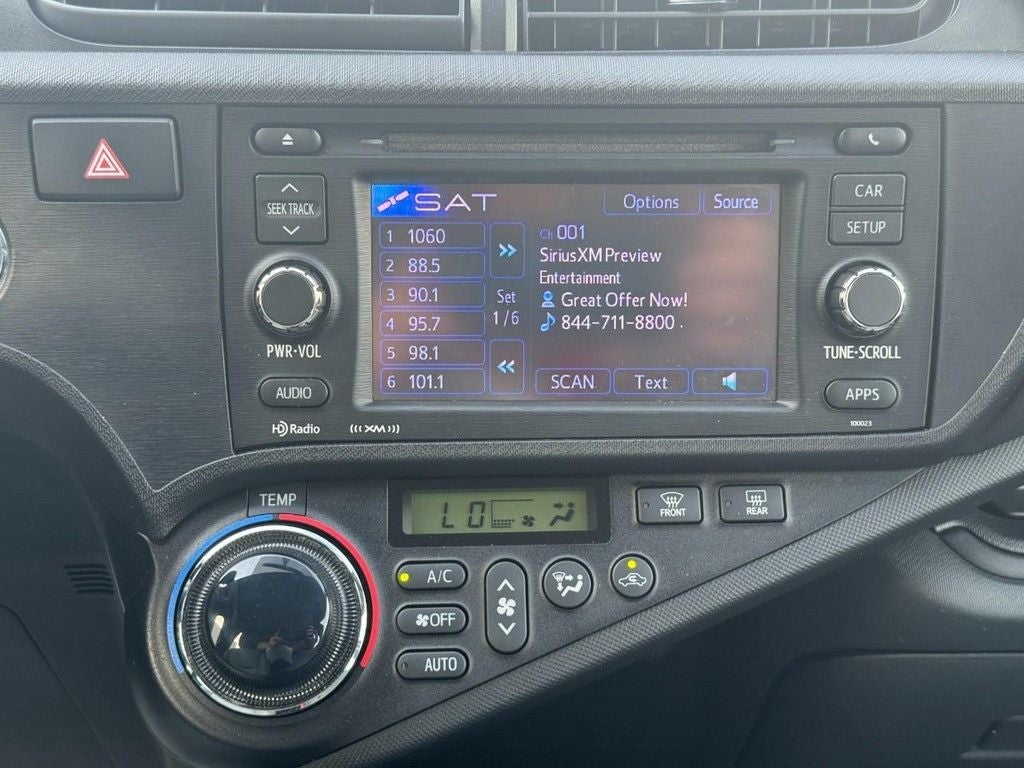 SAT
Options
Source
SEEK TRACK
CAR
SETUP
1 1060
2 88.5
3 90.1
4 95.7
5 98.1
6 101.1
Set
1/6
Ch 001
SiriusXM Preview
Entertainment
Great Offer Now!
844-711-8800 .
SCAN
Text
PWR•VOL
TUNE•SCROLL
AUDIO
APPS
HD Radio
(((XM)))
100023
TEMP
LO
FRONT
REAR
A/C
OFF
AUTO